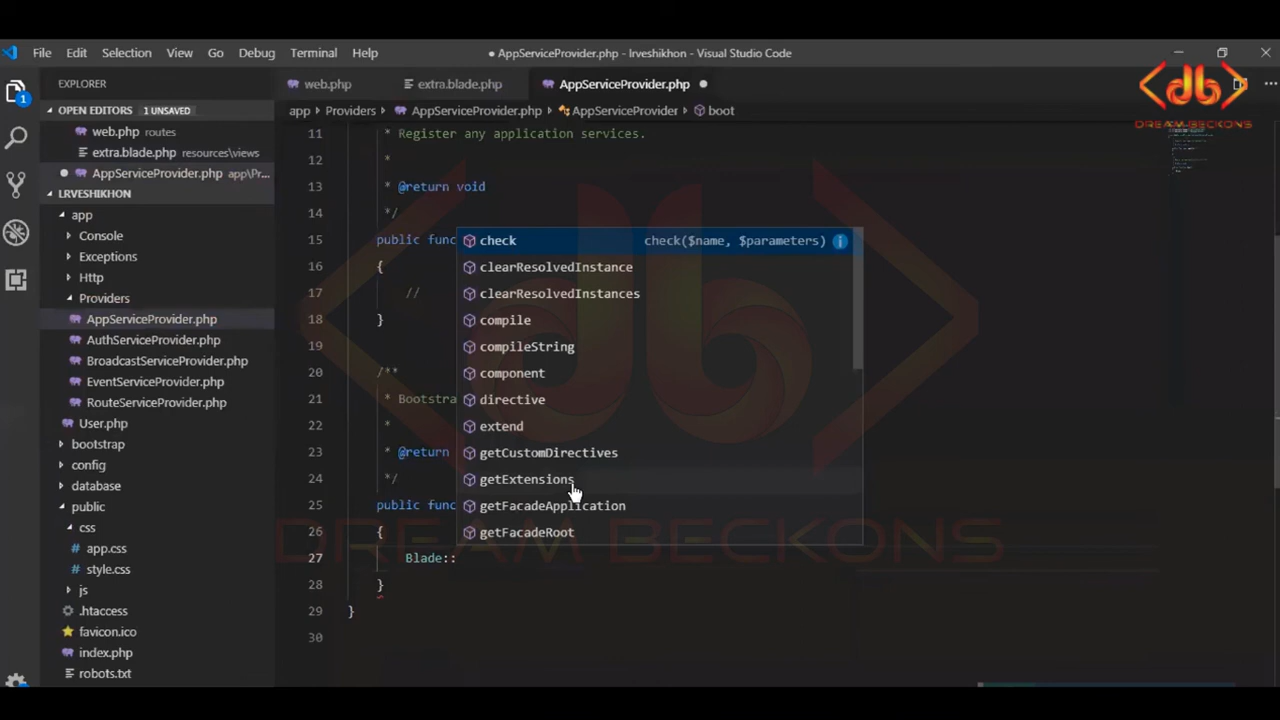 File Edit Selection View Go Debug Terminal Help
● AppServiceProvider.php - lrveshikhon - Visual Studio Code
EXPLORER
web.php
extra.blade.php
AppServiceProvider.php ●
DREAM BECKONS
OPEN EDITORS 1 UNSAVED
app > Providers > AppServiceProvider.php > AppServiceProvider > boot
1
web.php routes
extra.blade.php resources\views
● AppServiceProvider.php app\Pr...
LRVESHIKHON
app
Console
Exceptions
Http
Providers
AppServiceProvider.php
AuthServiceProvider.php
BroadcastServiceProvider.php
EventServiceProvider.php
RouteServiceProvider.php
User.php
bootstrap
config
database
public
css
app.css
style.css
js
.htaccess
favicon.ico
index.php
robots.txt
11 * Register any application services.
12 *
13 * @return void
14 */
15 public func
16 {
17 //
18 }
19
20 /**
21 * Bootstra
22 *
23 * @return
24 */
25 public func
26 {
27 Blade::
28 }
29 }
30
check check($name, $parameters)
clearResolvedInstance
clearResolvedInstances
compile
compileString
component
directive
extend
getCustomDirectives
getExtensions
getFacadeApplication
getFacadeRoot
DREAM BECKONS